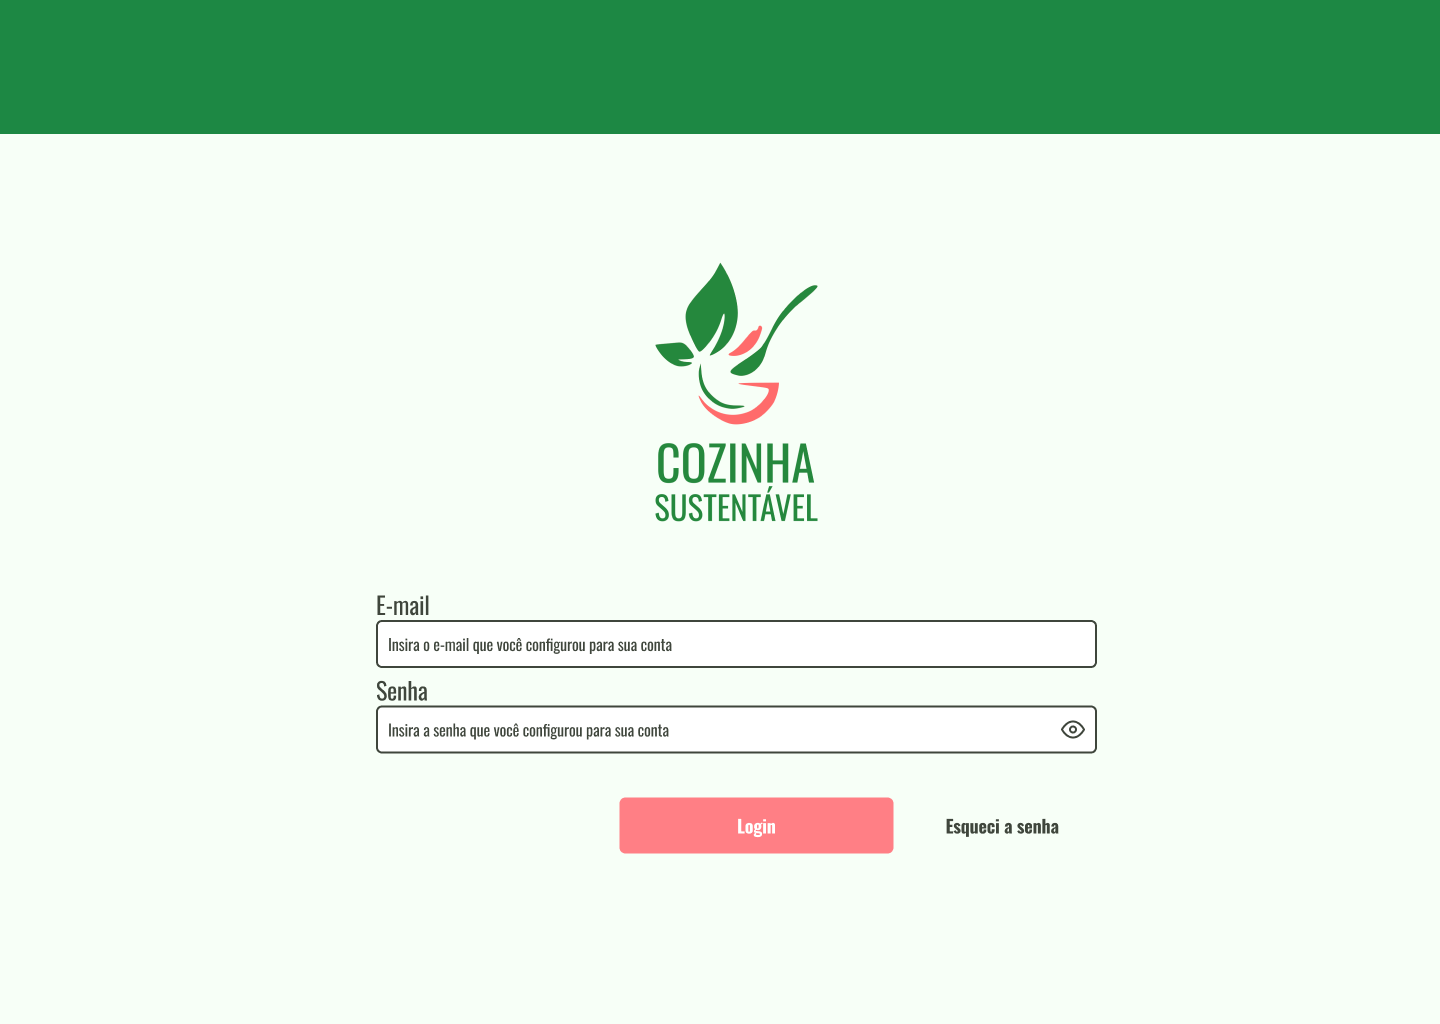 COZINHA
SUSTENTÁVEL
E-mail
Insira o e-mail que você configurou para sua conta
Senha
Insira a senha que você configurou para sua conta
Login
Esqueci a senha